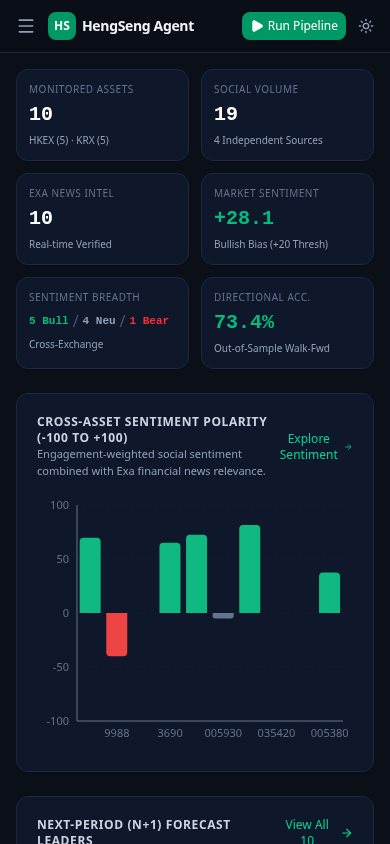 HS HengSeng Agent Run Pipeline
MONITORED ASSETS
10
HKEX (5) · KRX (5)
SOCIAL VOLUME
19
4 Independent Sources
EXA NEWS INTEL
10
Real-time Verified
MARKET SENTIMENT
+28.1
Bullish Bias (+20 Thresh)
SENTIMENT BREADTH
5 Bull / 4 Neu / 1 Bear
Cross-Exchange
DIRECTIONAL ACC.
73.4%
Out-of-Sample Walk-Fwd
CROSS-ASSET SENTIMENT POLARITY
(-100 TO +100)
Engagement-weighted social sentiment
combined with Exa financial news relevance.
Explore
Sentiment →
100
50
0
-50
-100
9988 3690 005930 035420 005380
NEXT-PERIOD (N+1) FORECAST
LEADERS
View All
10 →